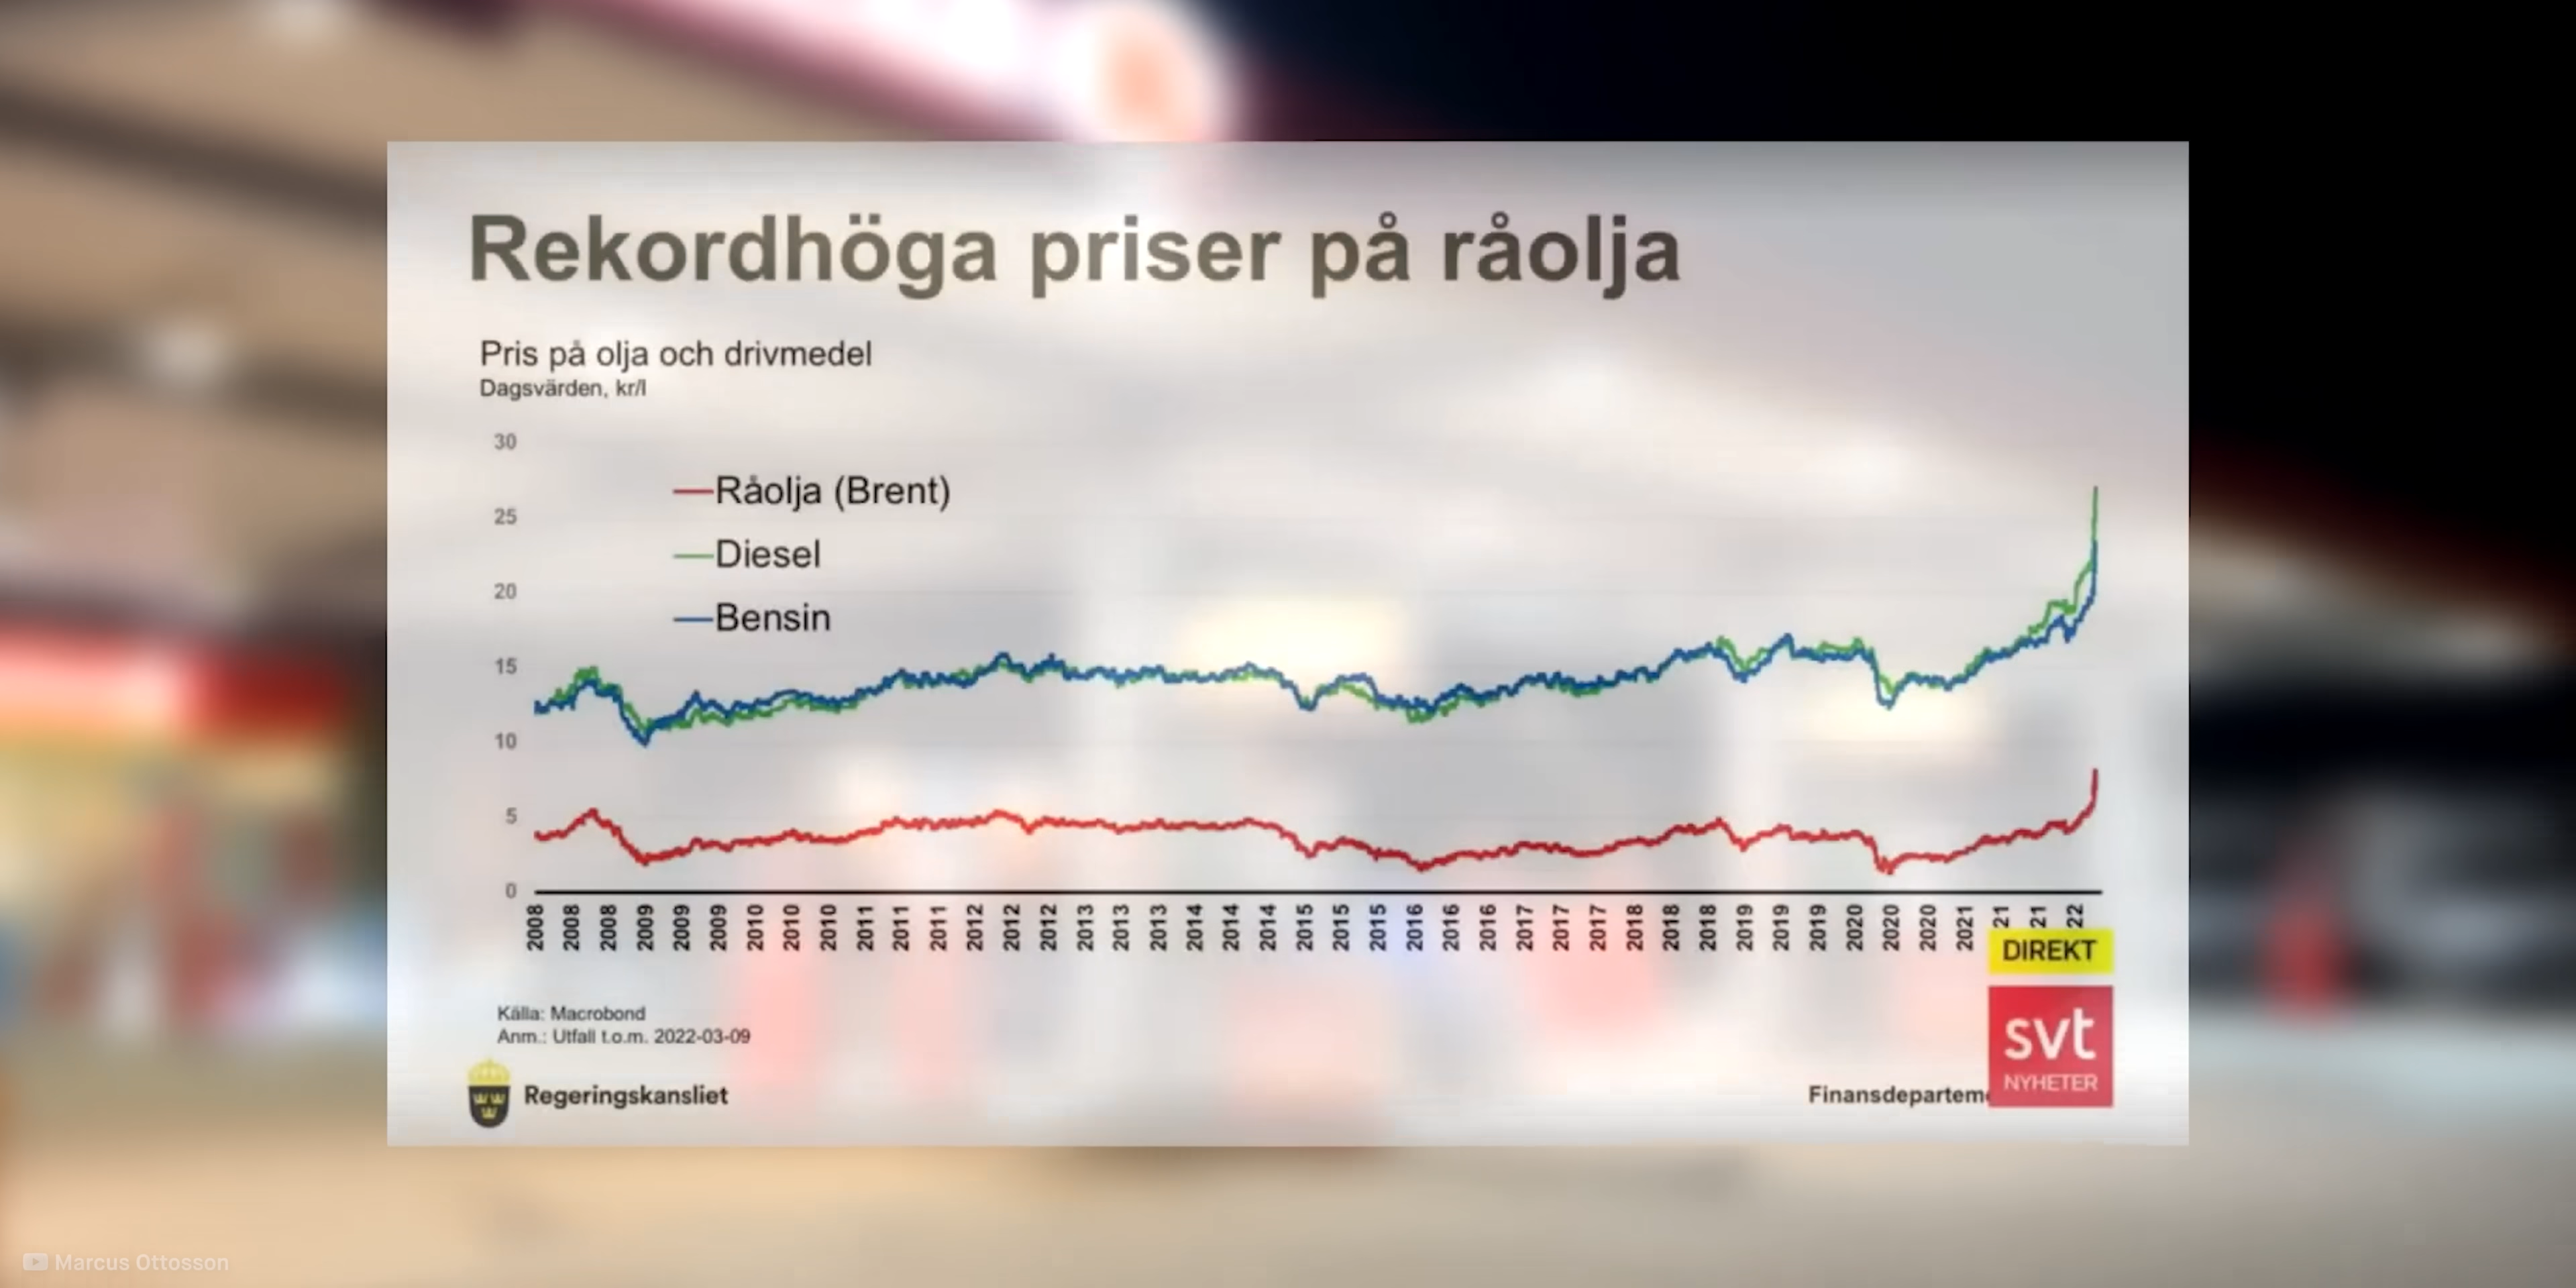 Rekordhöga priser på råolja
Pris på olja och drivmedel
Dagsvärden, kr/l
30
25
20
15
10
5
0
Råolja (Brent)
Diesel
Bensin
2008 2008 2008 2009 2009 2009 2010 2010 2010 2011 2011 2011 2012 2012 2012 2013 2013 2013 2014 2014 2014 2015 2015 2015 2016 2016 2016 2017 2017 2017 2018 2018 2018 2019 2019 2019 2020 2020 2020 2021 21 21 22
DIREKT
Källa: Macrobond
Anm.: Utfall t.o.m. 2022-03-09
svt
NYHETER
Regeringskansliet
Finansdepartem
Marcus Ottosson